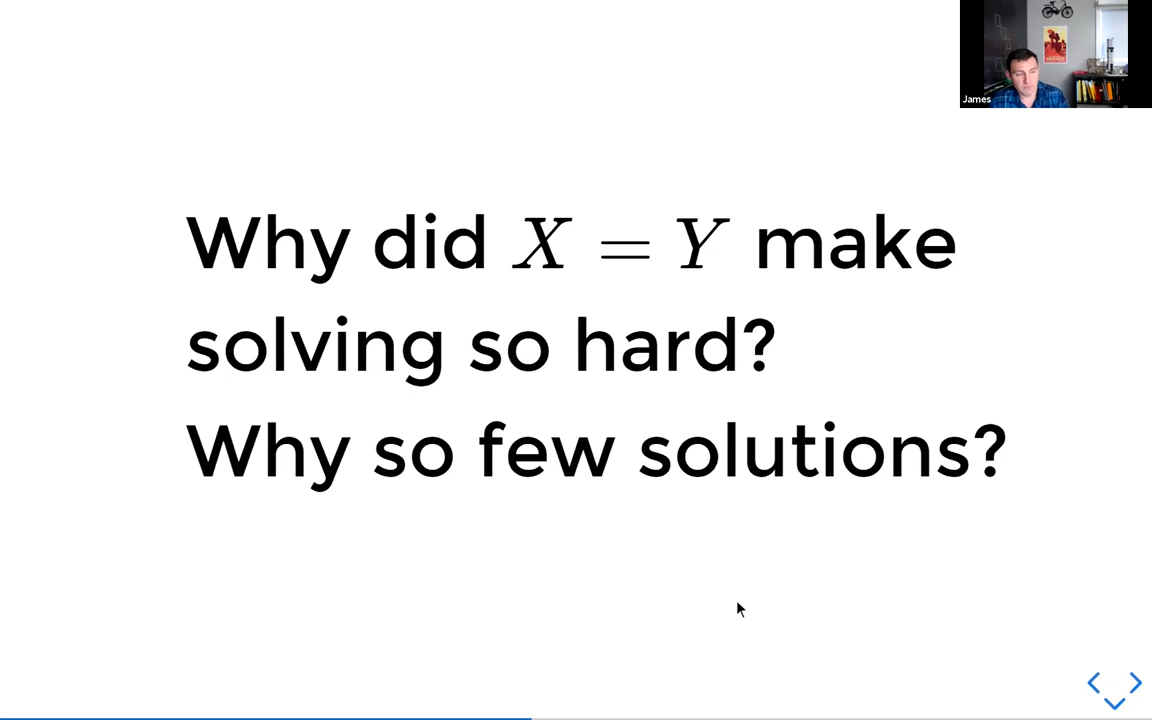 James
Why did X = Y make
solving so hard?
Why so few solutions?